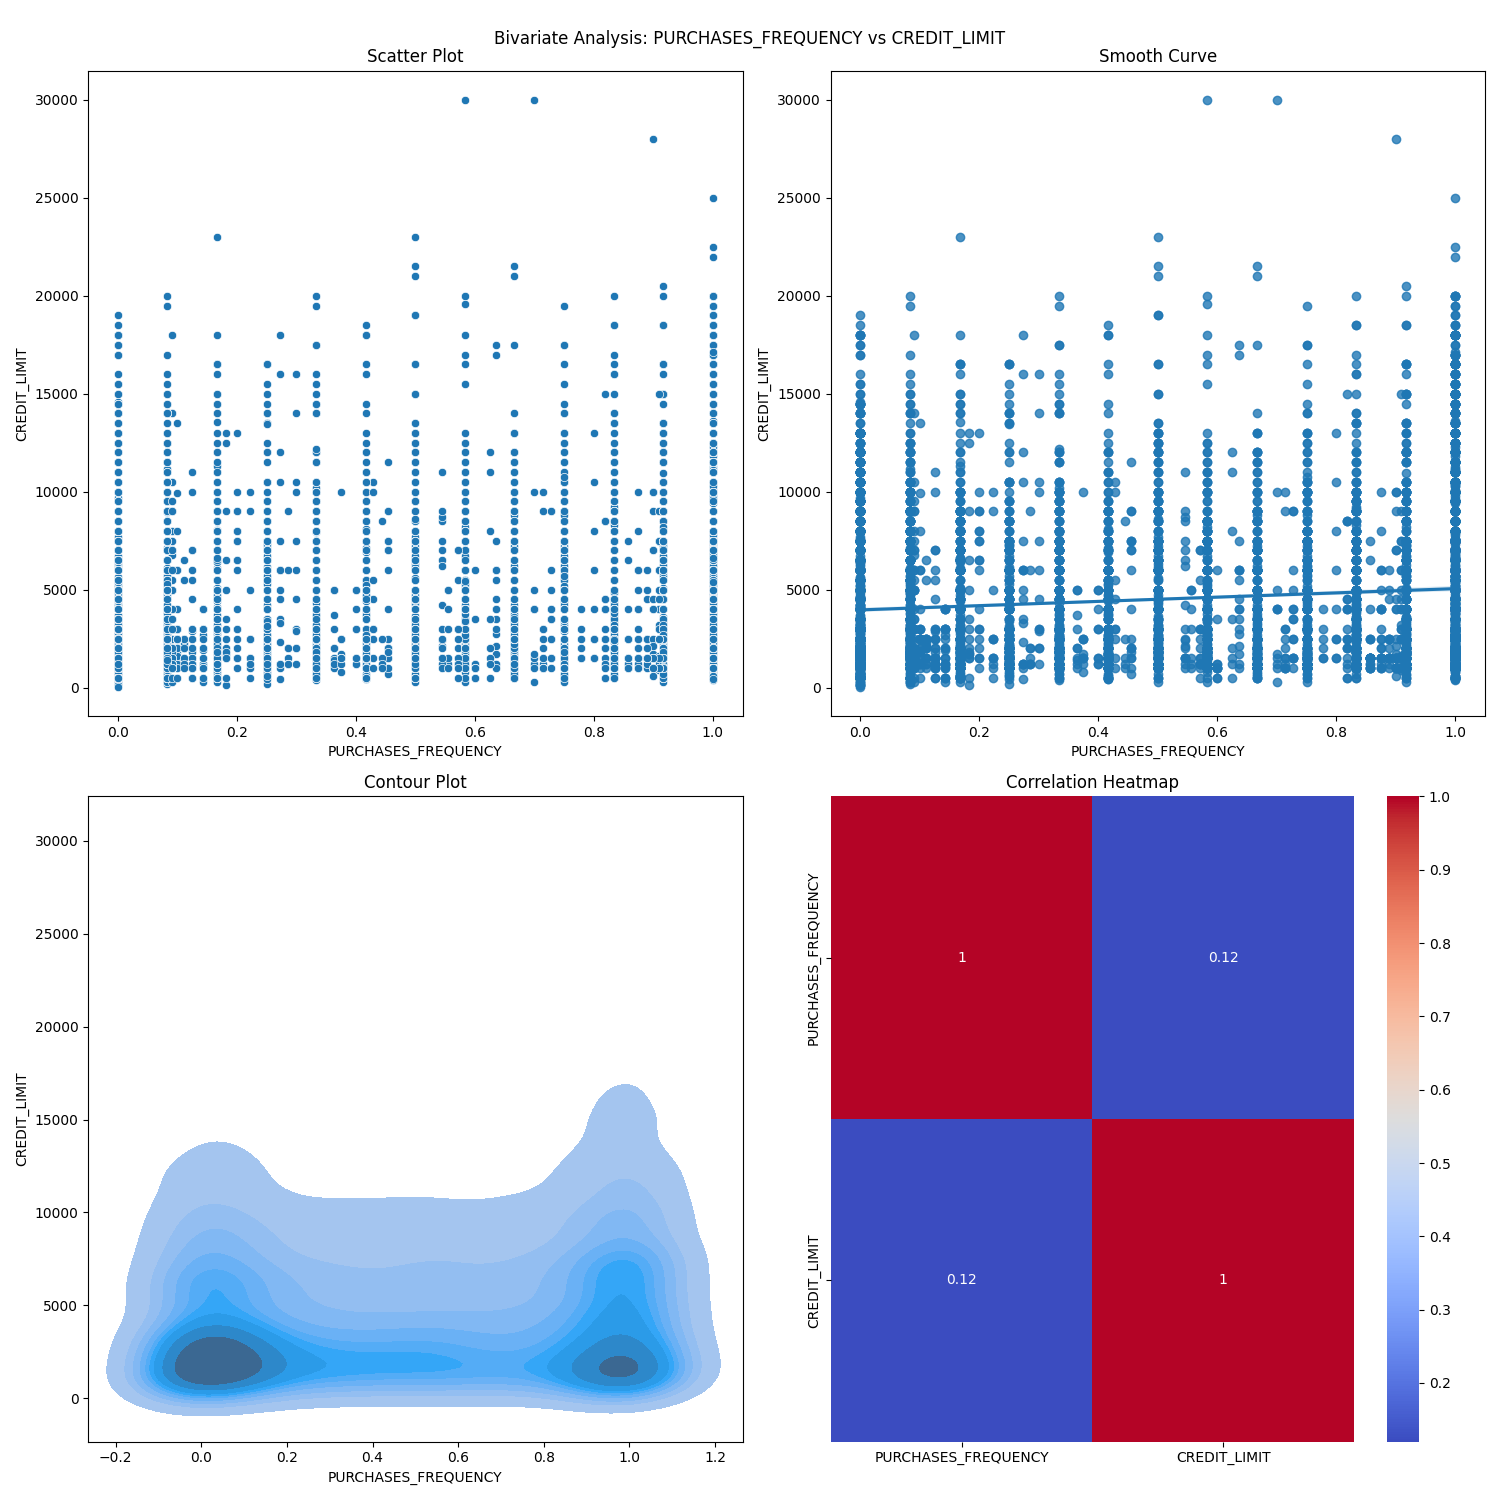 Bivariate Analysis: PURCHASES_FREQUENCY vs CREDIT_LIMIT
Scatter Plot
30000
25000
20000
15000
10000
5000
0
CREDIT_LIMIT
0.0 0.2 0.4 0.6 0.8 1.0
PURCHASES_FREQUENCY
Smooth Curve
30000
25000
20000
15000
10000
5000
0
CREDIT_LIMIT
0.0 0.2 0.4 0.6 0.8 1.0
PURCHASES_FREQUENCY
Contour Plot
30000
25000
20000
15000
10000
5000
0
CREDIT_LIMIT
−0.2 0.0 0.2 0.4 0.6 0.8 1.0 1.2
PURCHASES_FREQUENCY
Correlation Heatmap
PURCHASES_FREQUENCY
1 0.12
CREDIT_LIMIT
0.12 1
PURCHASES_FREQUENCY CREDIT_LIMIT
1.0
0.9
0.8
0.7
0.6
0.5
0.4
0.3
0.2